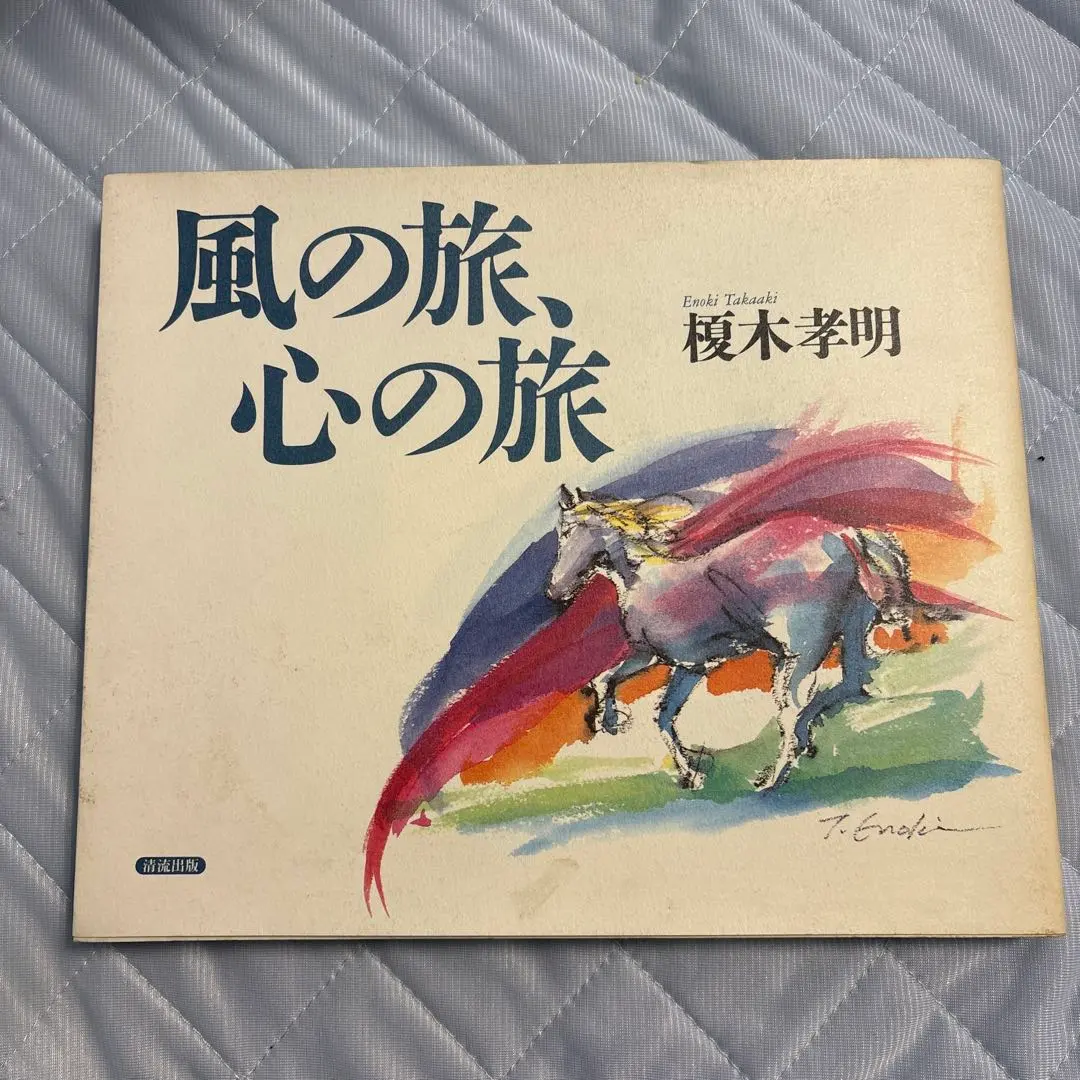 風の旅、
心の旅
Enoki Takaaki
榎木孝明
T. Enoki
清流出版